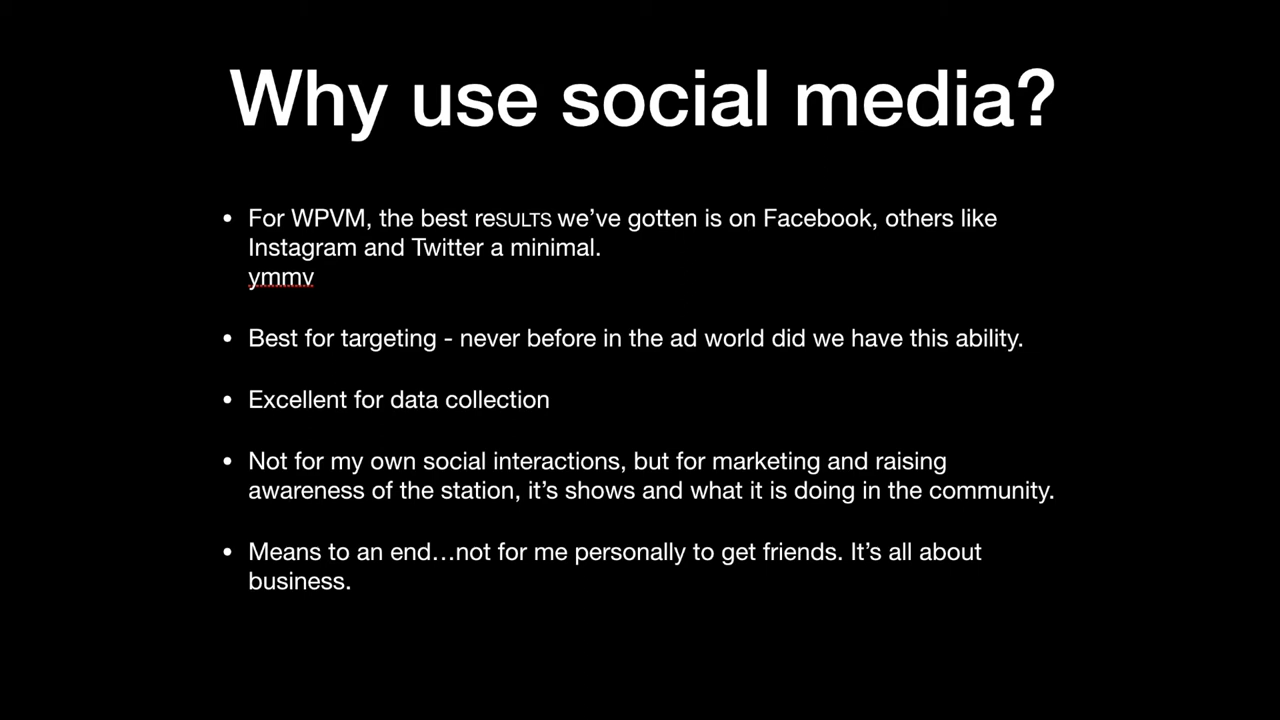 Why use social media?
• For WPVM, the best reSULTS we’ve gotten is on Facebook, others like
Instagram and Twitter a minimal.
ymmv
• Best for targeting - never before in the ad world did we have this ability.
• Excellent for data collection
• Not for my own social interactions, but for marketing and raising
awareness of the station, it’s shows and what it is doing in the community.
• Means to an end…not for me personally to get friends. It’s all about
business.